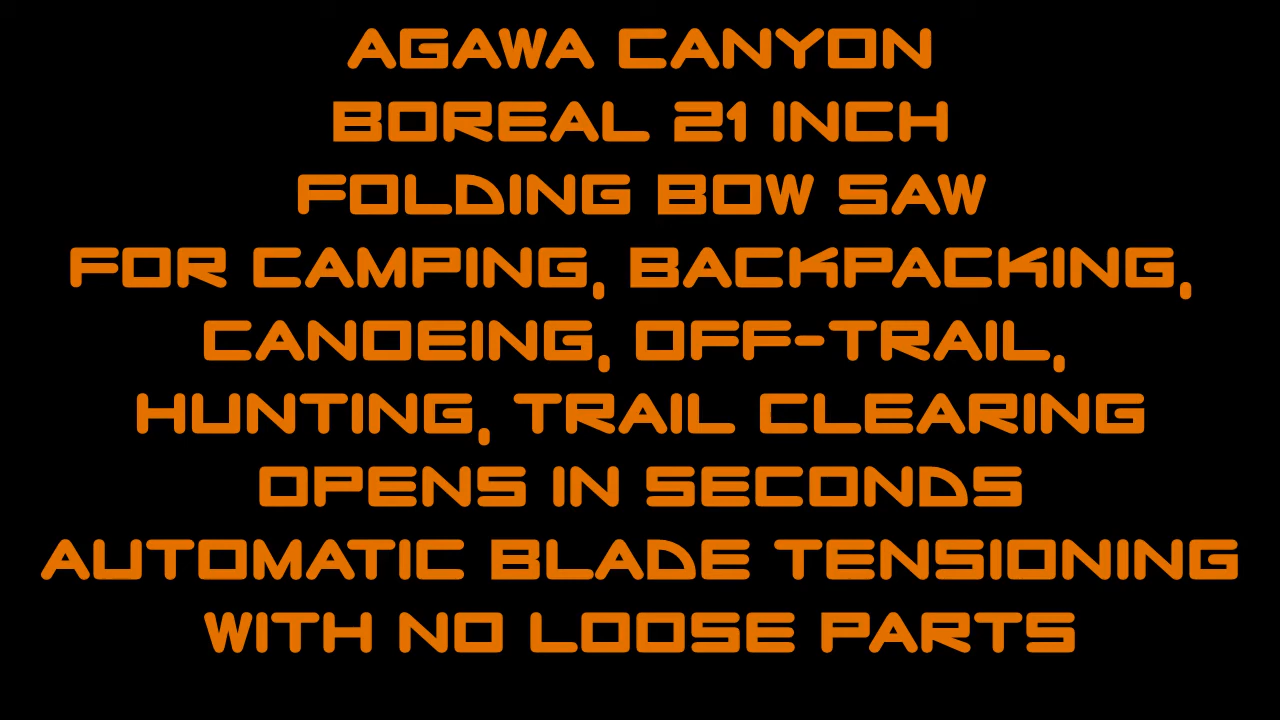 AGAWA CANYON
BOREAL 21 INCH
FOLDING BOW SAW
FOR CAMPING, BACKPACKING,
CANOEING, OFF-TRAIL,
HUNTING, TRAIL CLEARING
OPENS IN SECONDS
AUTOMATIC BLADE TENSIONING
WITH NO LOOSE PARTS